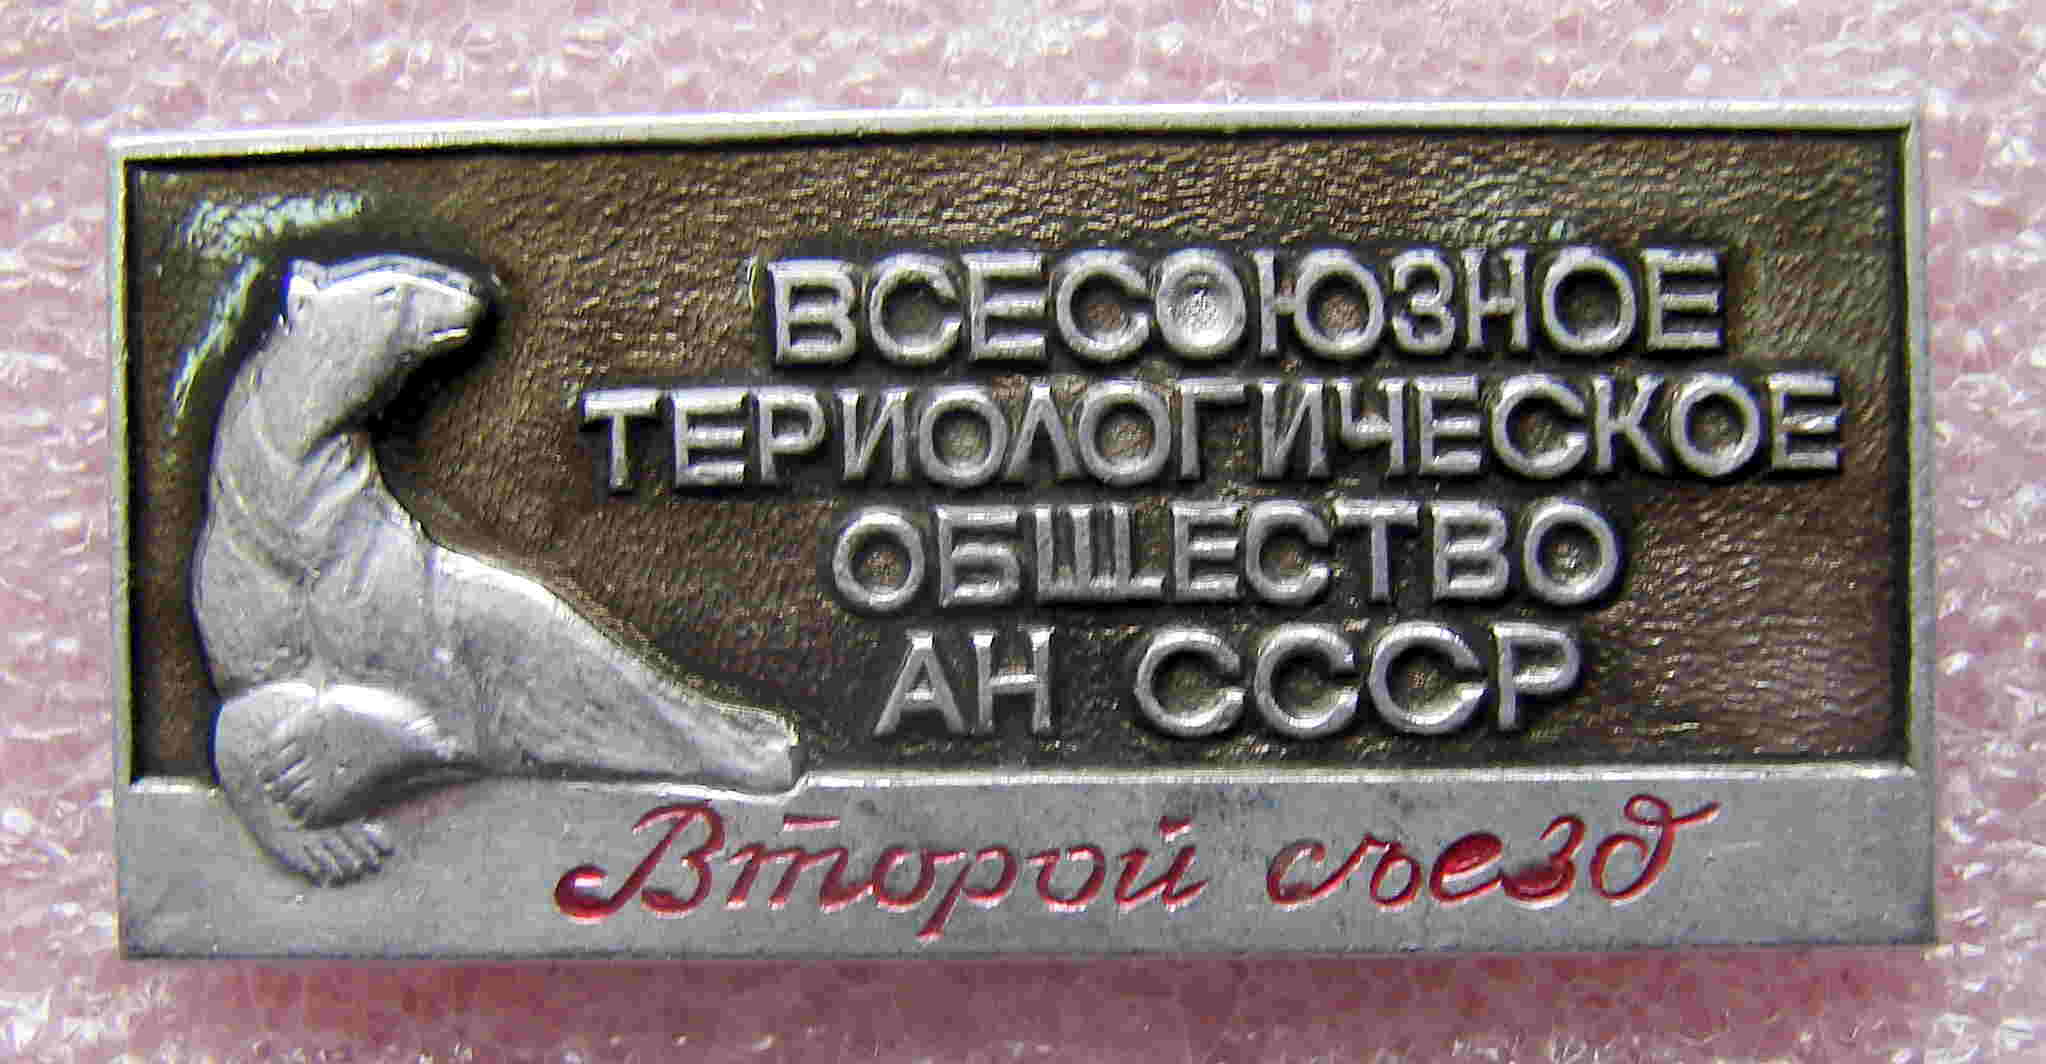 ВСЕСОЮЗНОЕ
ТЕРИОЛОГИЧЕСКОЕ
ОБЩЕСТВО
АН СССР
Второй съезд